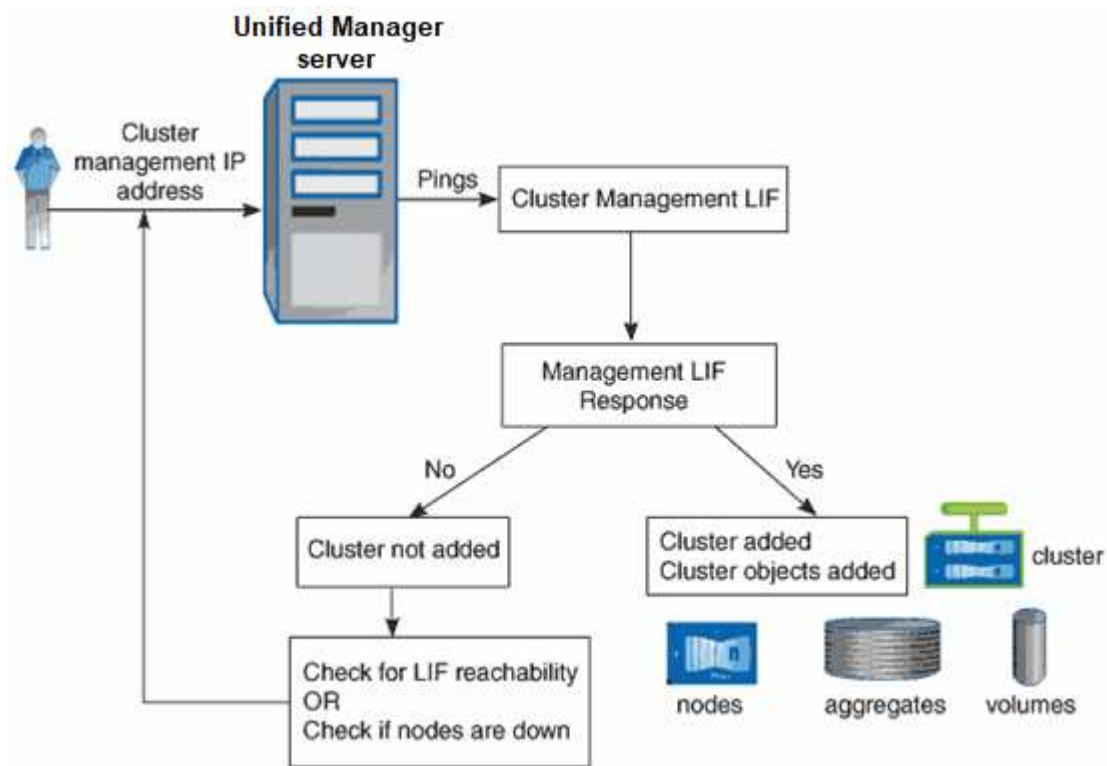 Unified Manager
server
Cluster
management IP
address
Pings
Cluster Management LIF
Management LIF
Response
No
Yes
Cluster not added
Cluster added
Cluster objects added
cluster
Check for LIF reachability
OR
Check if nodes are down
nodes
aggregates
volumes